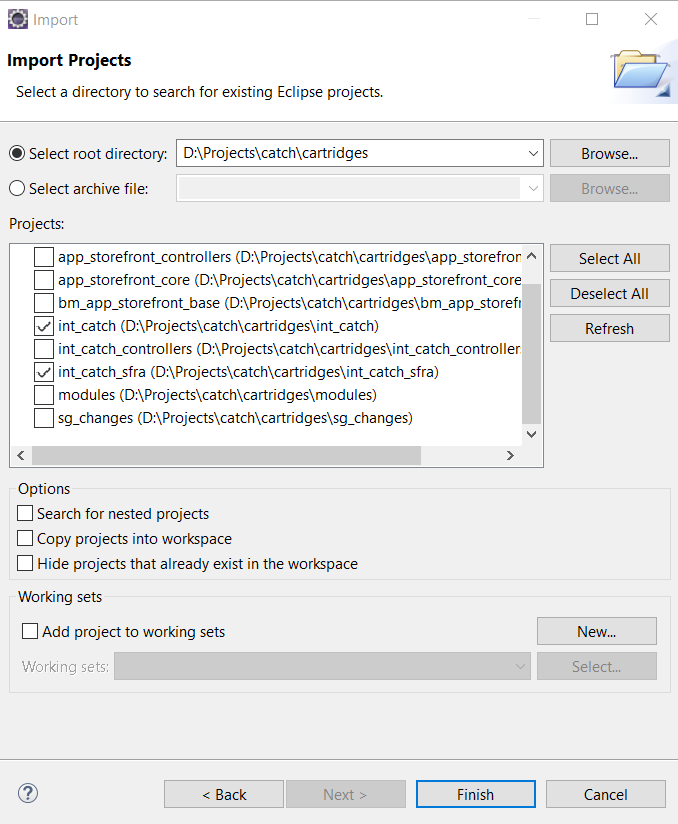 Import
Import Projects
Select a directory to search for existing Eclipse projects.
Select root directory: D:\Projects\catch\cartridges Browse...
Select archive file: Browse...
Projects:
app_storefront_controllers (D:\Projects\catch\cartridges\app_storefron
app_storefront_core (D:\Projects\catch\cartridges\app_storefront_core
bm_app_storefront_base (D:\Projects\catch\cartridges\bm_app_storefr
int_catch (D:\Projects\catch\cartridges\int_catch)
int_catch_controllers (D:\Projects\catch\cartridges\int_catch_controller
int_catch_sfra (D:\Projects\catch\cartridges\int_catch_sfra)
modules (D:\Projects\catch\cartridges\modules)
sg_changes (D:\Projects\catch\cartridges\sg_changes)
Select All
Deselect All
Refresh
Options
Search for nested projects
Copy projects into workspace
Hide projects that already exist in the workspace
Working sets
Add project to working sets New...
Working sets: Select...
? < Back Next > Finish Cancel